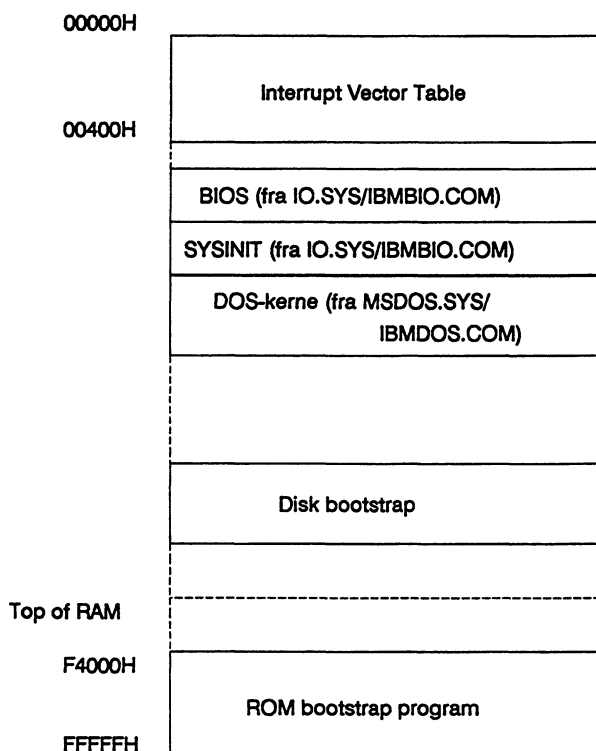 00000H
Interrupt Vector Table
00400H
BIOS (fra IO.SYS/IBMBIO.COM)
SYSINIT (fra IO.SYS/IBMBIO.COM)
DOS-kerne (fra MSDOS.SYS/
IBMDOS.COM)
Disk bootstrap
Top of RAM
F4000H
ROM bootstrap program
FFFFFH